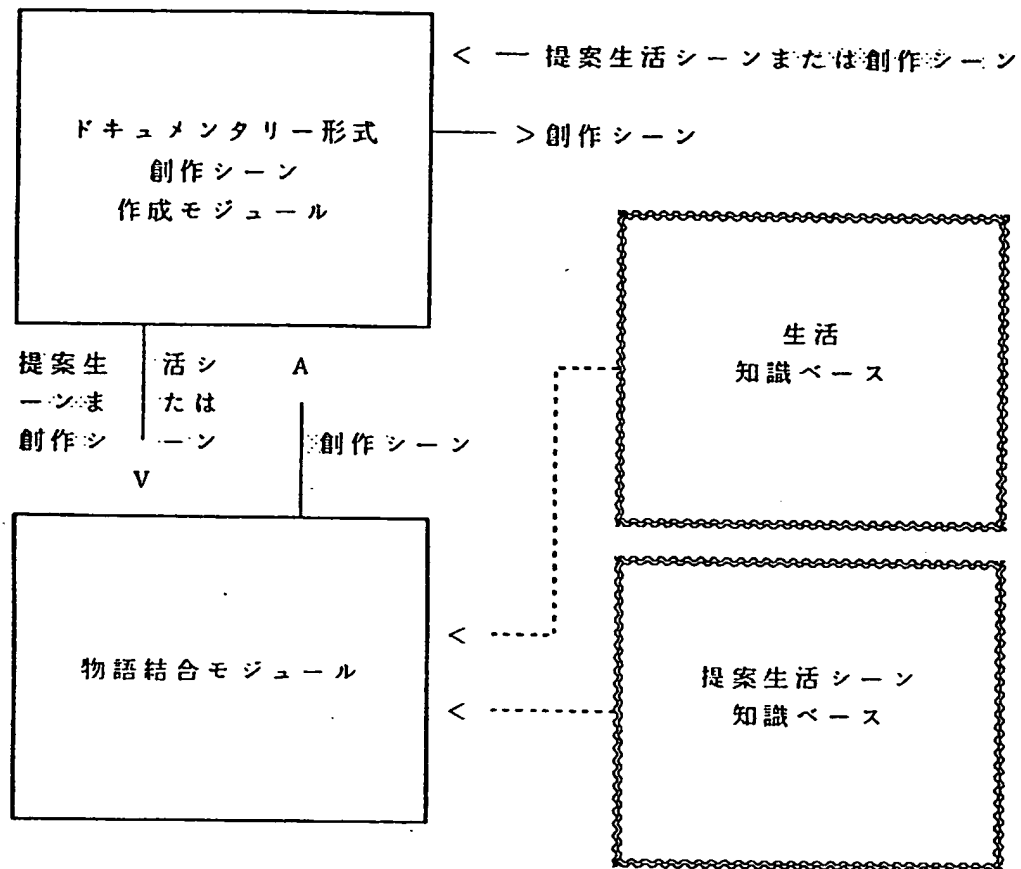 < — 提案生活シーンまたは創作シーン
ドキュメンタリー形式
創作シーン
作成モジュール
— > 創作シーン
生活
知識ベース
提案生活シ
ーンまたは
創作シーン
V
A
創作シーン
物語結合モジュール
<
<
提案生活シーン
知識ベース